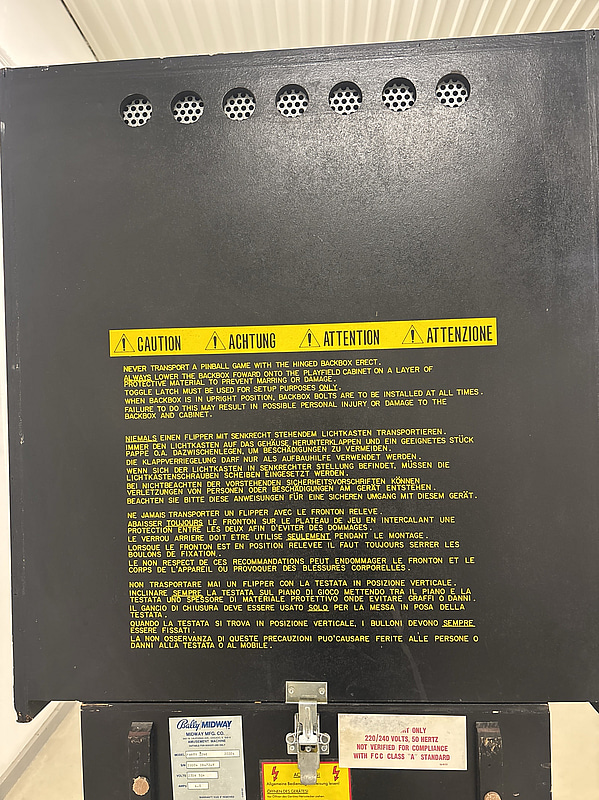 CAUTION ACHTUNG ATTENTION ATTENZIONE
NEVER TRANSPORT A PINBALL GAME WITH THE HINGED BACKBOX ERECT.
ALWAYS LOWER THE BACKBOX FOWARD ONTO THE PLAYFIELD CABINET ON A LAYER OF
PROTECTIVE MATERIAL TO PREVENT MARRING OR DAMAGE.
TOGGLE LATCH MUST BE USED FOR SETUP PURPOSES ONLY.
WHEN BACKBOX IS IN UPRIGHT POSITION, BACKBOX BOLTS ARE TO BE INSTALLED AT ALL TIMES.
FAILURE TO DO THIS MAY RESULT IN POSSIBLE PERSONAL INJURY OR DAMAGE TO THE
BACKBOX AND CABINET.
NIEMALS EINEN FLIPPER MIT SENKRECHT STEHENDEM LICHTKASTEN TRANSPORTIEREN.
IMMER DEN LICHTKASTEN AUF DAS GEHÄUSE HERUNTERKLAPPEN UND EIN GEEIGNETES STÜCK
PAPPE O.A. DAZWISCHENLEGEN, UM BESCHÄDIGUNGEN ZU VERMEIDEN.
DIE KLAPPVERRIEGELUNG DARF NUR ALS AUFBAUHILFE VERWENDET WERDEN.
WENN SICH DER LICHTKASTEN IN SENKRECHTER STELLUNG BEFINDET, MÜSSEN DIE
LICHTKASTENSCHRAUBEN SCHEIBEN EINGESETZT WERDEN.
BEI NICHTBEACHTEN DER VORSTEHENDEN SICHERHEITSVORSCHRIFTEN KÖNNEN
VERLETZUNGEN VON PERSONEN ODER BESCHÄDIGUNGEN AM GERÄT ENTSTEHEN.
BEACHTEN SIE BITTE DIESE ANWEISUNGEN FÜR EINE SICHEREN UMGANG MIT DIESEM GERÄT.
NE JAMAIS TRANSPORTER UN FLIPPER AVEC LE FRONTON RELEVE.
ABAISSER TOUJOURS LE FRONTON SUR LE PLATEAU DE JEU EN INTERCALANT UNE
PROTECTION ENTRE LES DEUX AFIN D'EVITER DES DOMMAGES.
LE VERROU ARRIERE DOIT ETRE UTILISE SEULEMENT PENDANT LE MONTAGE.
LORSQUE LE FRONTON EST EN POSITION RELEVEE IL FAUT TOUJOURS SERRER LES
BOULONS DE FIXATION.
LE NON RESPECT DE CES RECOMMANDATIONS PEUT ENDOMMAGER LE FRONTON ET LE
CORPS DE L'APPAREIL OU PROVOQUER DES BLESSURES CORPORELLES.
NON TRASPORTARE MAI UN FLIPPER CON LA TESTATA IN POSIZIONE VERTICALE.
INCLINARE SEMPRE LA TESTATA SUL PIANO DI GIOCO METTENDO TRA IL PIANO E LA
TESTATA UNO SPESSORE DI MATERIALE PROTETTIVO ONDE EVITARE GRAFFI O DANNI.
IL GANCIO DI CHIUSURA DEVE ESSERE USATO SOLO PER LA MESSA IN POSA DELLA
TESTATA.
QUANDO LA TESTATA SI TROVA IN POSIZIONE VERTICALE, I BULLONI DEVONO SEMPRE
ESSERE FISSATI.
LA NON OSSERVANZA DI QUESTE PRECAUZIONI PUO'CAUSARE FERITE ALLE PERSONE O
DANNI ALLA TESTATA O AL MOBILE.
Bally MIDWAY
MIDWAY MFG. CO.
AMUSEMENT MACHINE
MODEL
S/N
VOLTS
AMPS
ONLY
220/240 VOLTS, 50 HERTZ
NOT VERIFIED FOR COMPLIANCE
WITH FCC CLASS "A" STANDARD
ÖFFNEN DES GERÄTES!